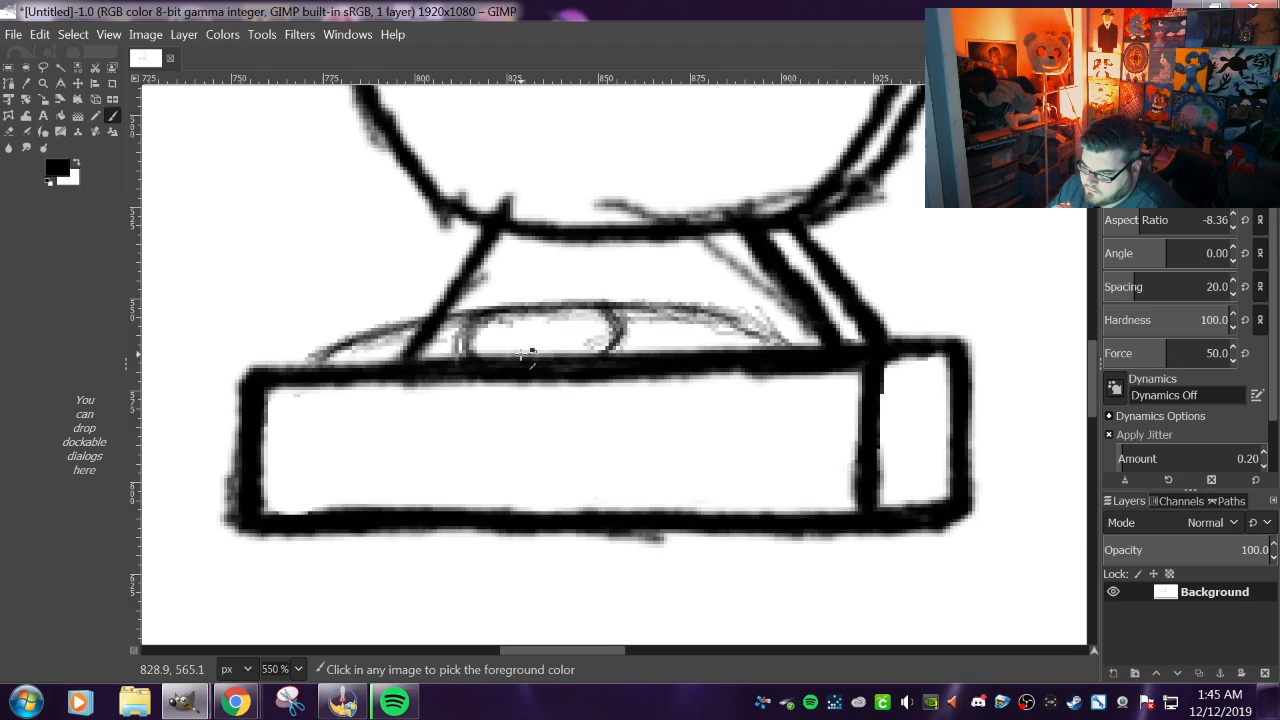 *[Untitled]-1.0 (RGB color 8-bit gamma integer, GIMP built-in sRGB, 1 layer) 1920x1080 – GIMP
File Edit Select View Image Layer Colors Tools Filters Windows Help
725 750 775 800 825 850 875 900 925
Aspect Ratio -8.36
Angle 0.00
Spacing 20.0
Hardness 100.0
Force 50.0
Dynamics
Dynamics Off
Dynamics Options
Apply Jitter
Amount 0.20
You
can
drop
dockable
dialogs
here
Layers Channels Paths
Mode Normal
Opacity 100.0
Lock:
Background
828.9, 565.1 px 550 % Click in any image to pick the foreground color
1:45 AM
12/12/2019